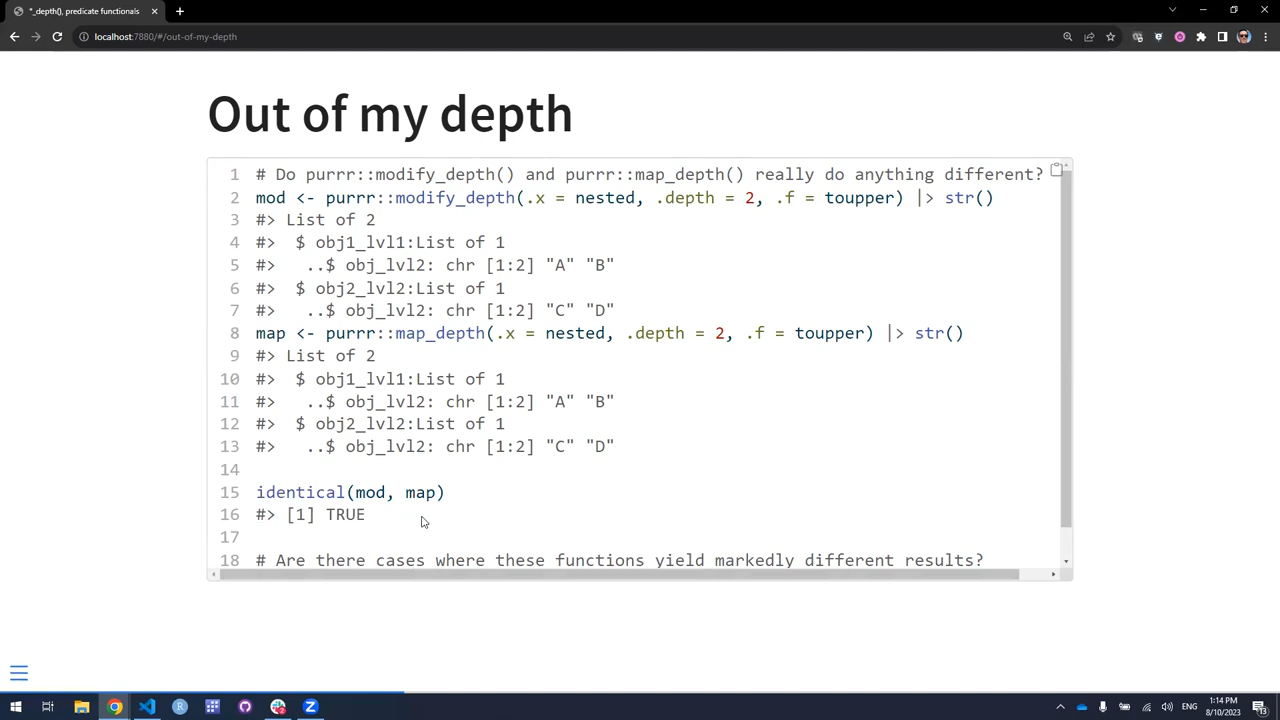 *_depth(), predicate functionals
localhost:7880/#/out-of-my-depth
Out of my depth
1 # Do purrr::modify_depth() and purrr::map_depth() really do anything different?
2 mod <- purrr::modify_depth(.x = nested, .depth = 2, .f = toupper) |> str()
3 #> List of 2
4 #>  $ obj1_lvl1:List of 1
5 #>   ..$ obj_lvl2: chr [1:2] "A" "B"
6 #>  $ obj2_lvl2:List of 1
7 #>   ..$ obj_lvl2: chr [1:2] "C" "D"
8 map <- purrr::map_depth(.x = nested, .depth = 2, .f = toupper) |> str()
9 #> List of 2
10 #>  $ obj1_lvl1:List of 1
11 #>   ..$ obj_lvl2: chr [1:2] "A" "B"
12 #>  $ obj2_lvl2:List of 1
13 #>   ..$ obj_lvl2: chr [1:2] "C" "D"
14
15 identical(mod, map)
16 #> [1] TRUE
17
18 # Are there cases where these functions yield markedly different results?
ENG
1:14 PM
8/10/2023